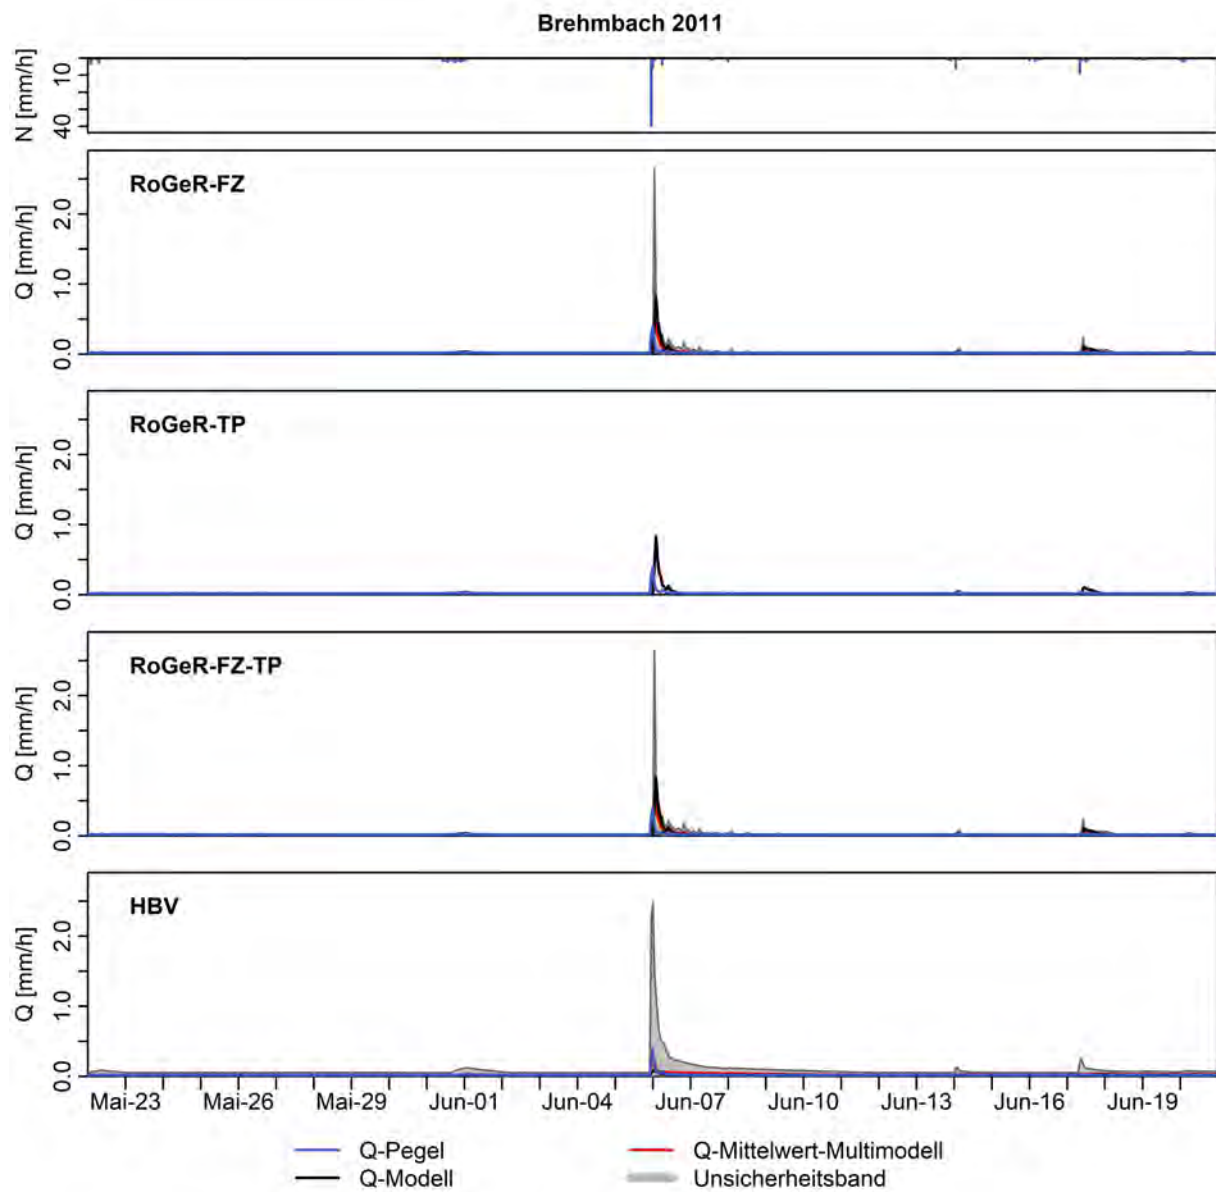 Brehmbach 2011
N [mm/h]
10
40
RoGeR-FZ
Q [mm/h]
2.0
1.0
0.0
RoGeR-TP
Q [mm/h]
2.0
1.0
0.0
RoGeR-FZ-TP
Q [mm/h]
2.0
1.0
0.0
HBV
Q [mm/h]
2.0
1.0
0.0
Mai-23 Mai-26 Mai-29 Jun-01 Jun-04 Jun-07 Jun-10 Jun-13 Jun-16 Jun-19
Q-Pegel Q-Mittelwert-Multimodell
Q-Modell Unsicherheitsband